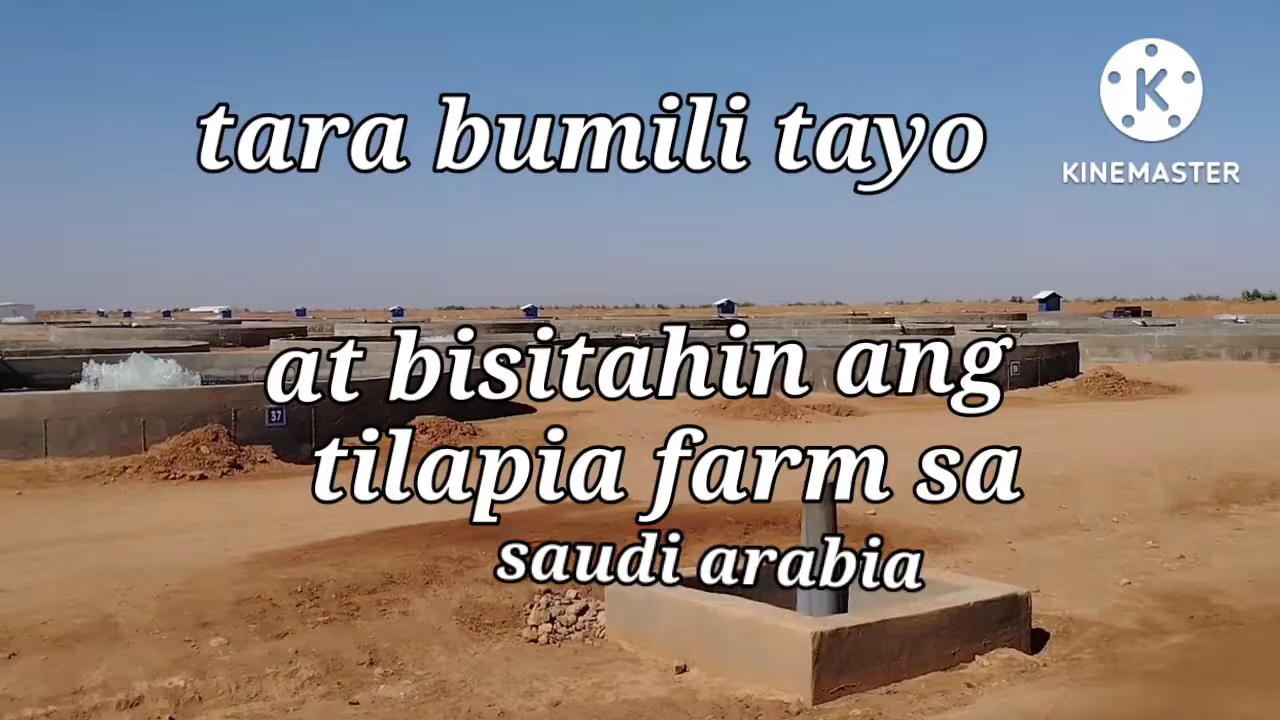 tara bumili tayo
K
KINEMASTER
at bisitahin ang
37
tilapia farm sa
saudi arabia